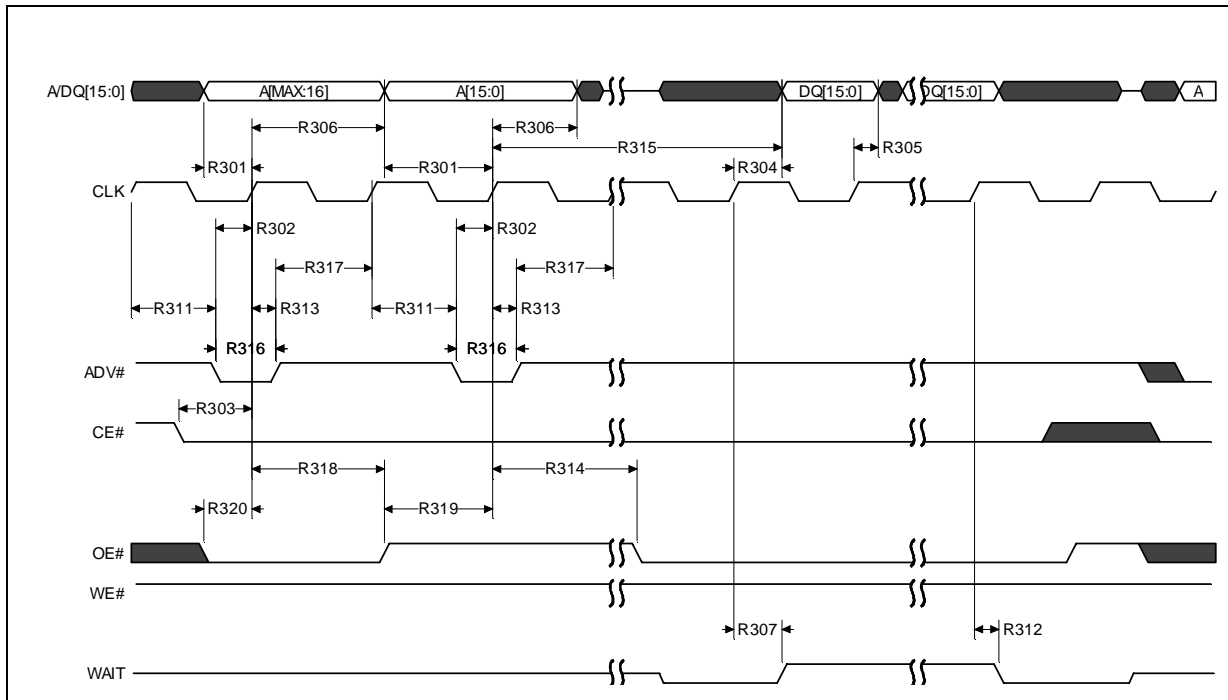 A/DQ[15:0]
A[MAX:16]
A[15:0]
DQ[15:0]
DQ[15:0]
A
R306
R306
R315
R305
R301
R301
R304
CLK
R302
R302
R317
R317
R311
R313
R311
R313
R316
R316
ADV#
R303
CE#
R318
R314
R320
R319
OE#
WE#
R307
R312
WAIT